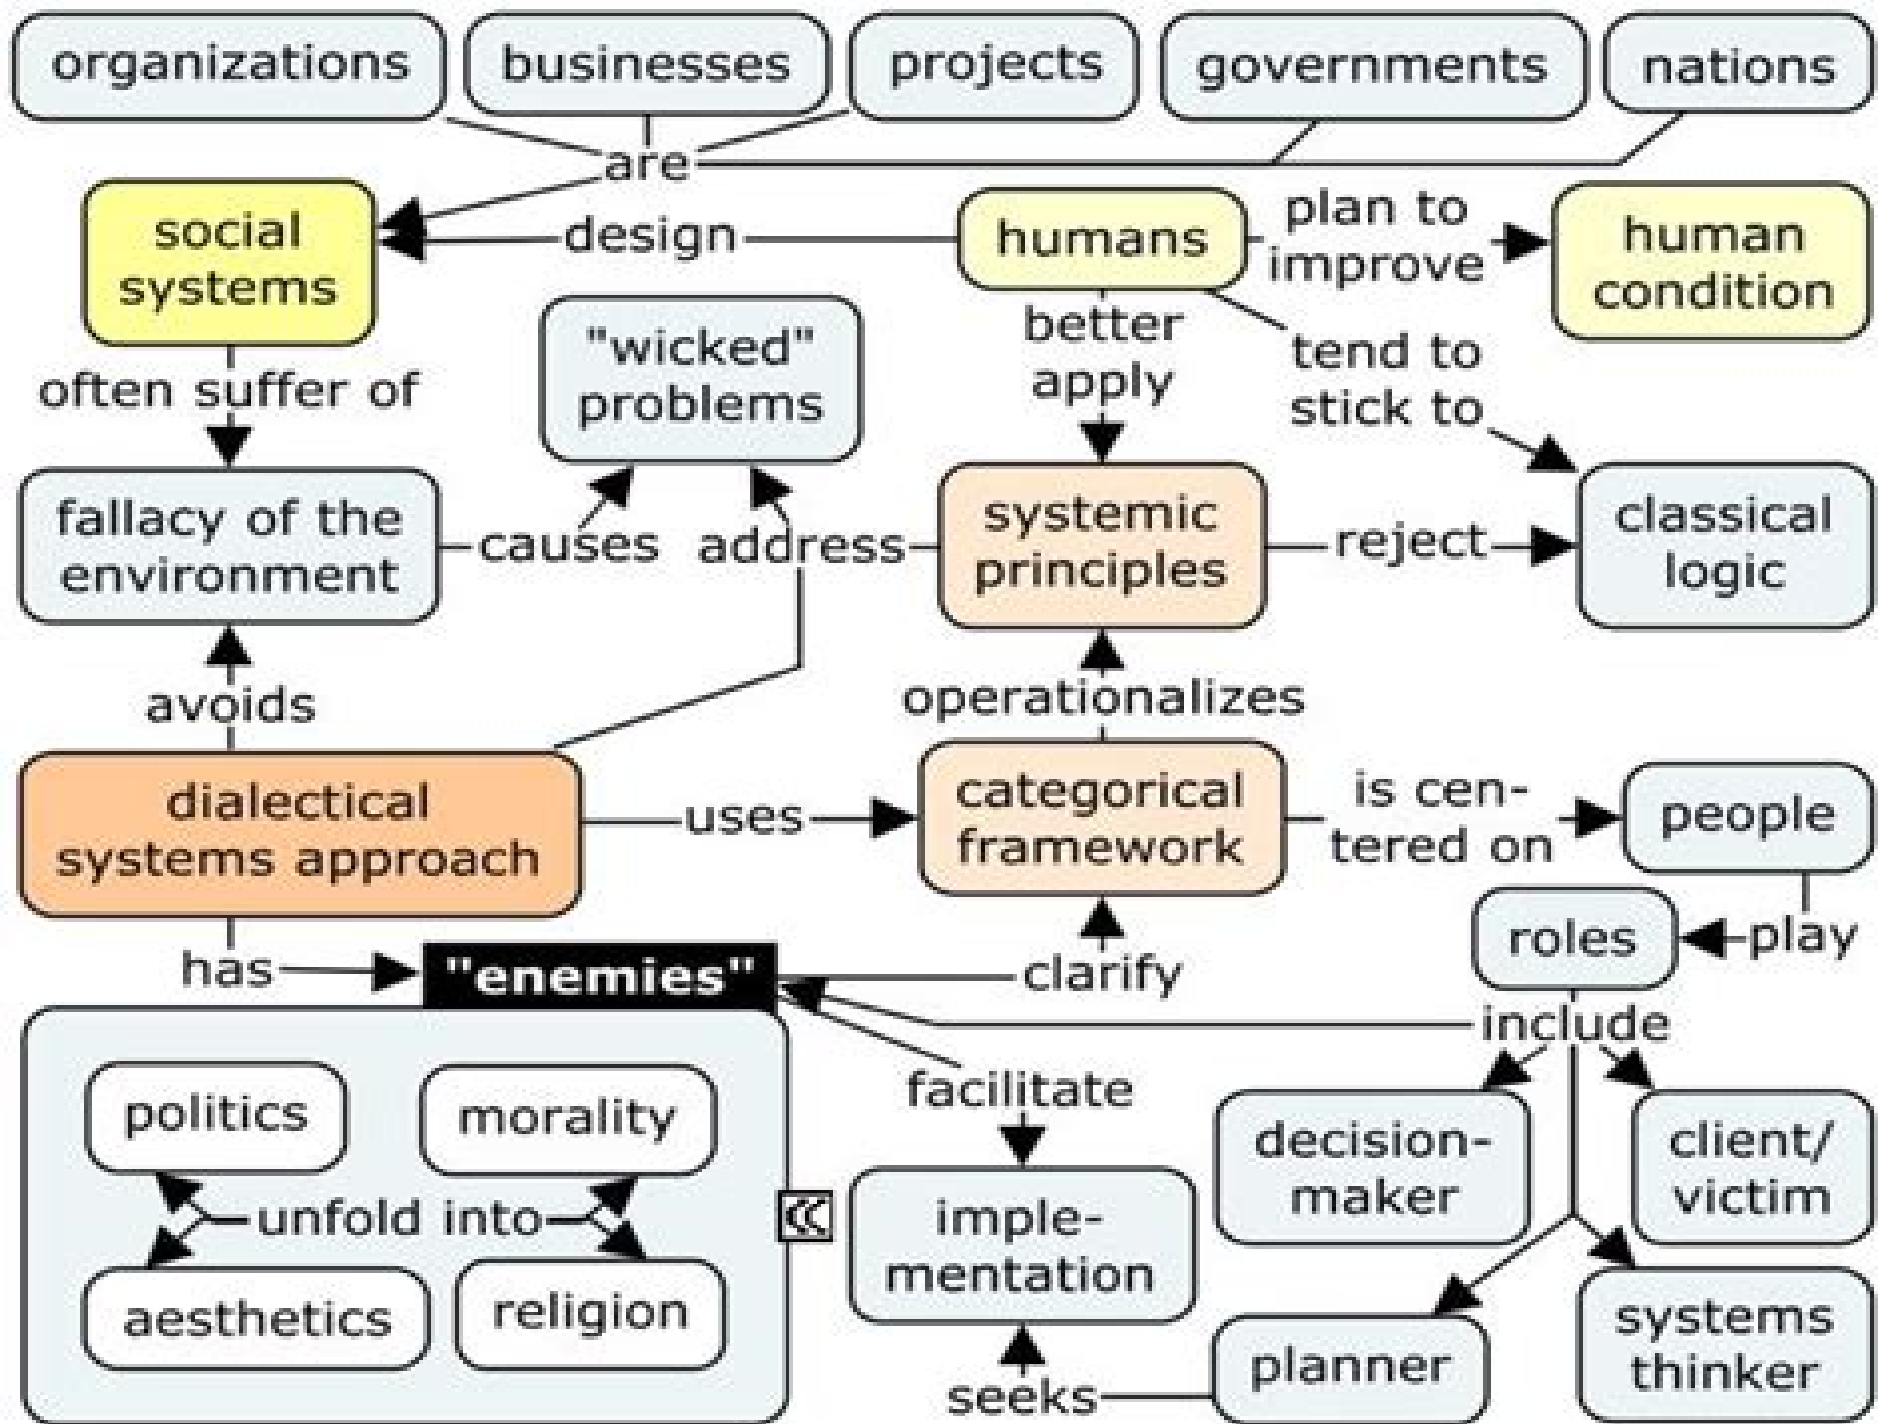 organizations
businesses
projects
governments
nations
are
social
systems
design
humans
plan to
improve
human
condition
often suffer of
"wicked"
problems
better
apply
tend to
stick to
fallacy of the
environment
causes
address
systemic
principles
reject
classical
logic
avoids
operationalizes
dialectical
systems approach
uses
categorical
framework
is cen-
tered on
people
has
"enemies"
clarify
roles
play
include
politics
morality
unfold into
aesthetics
religion
facilitate
imple-
mentation
decision-
maker
client/
victim
seeks
planner
systems
thinker